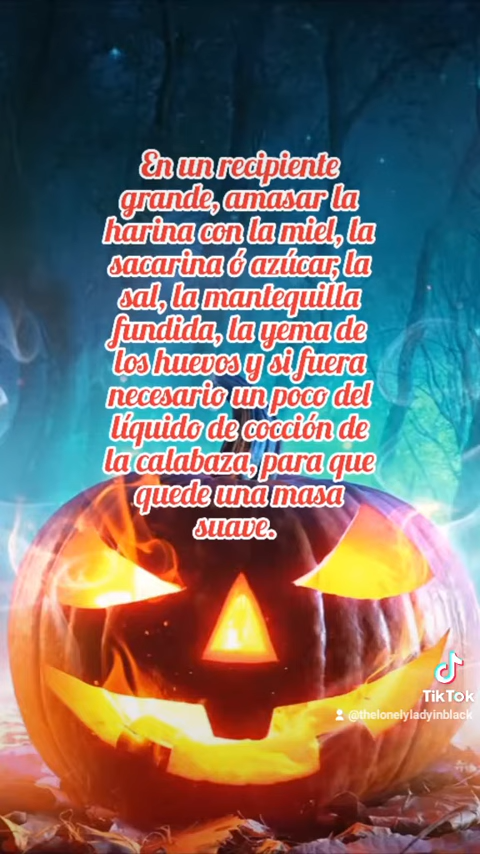 En un recipiente
grande, amasar la
harina con la miel, la
sacarina ó azúcar, la
sal, la mantequilla
fundida, la yema de
los huevos y si fuera
necesario un poco del
líquido de cocción de
la calabaza, para que
quede una masa
suave.
TikTok
@thelonelyladyinblack